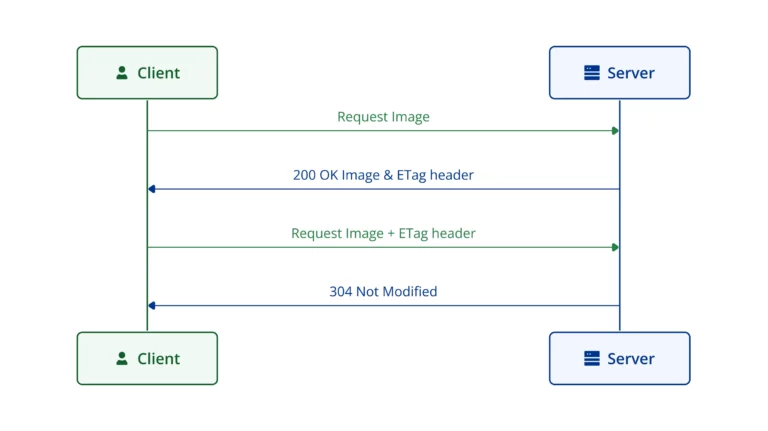 Client
Server
Request Image
200 OK Image & ETag header
Request Image + ETag header
304 Not Modified
Client
Server